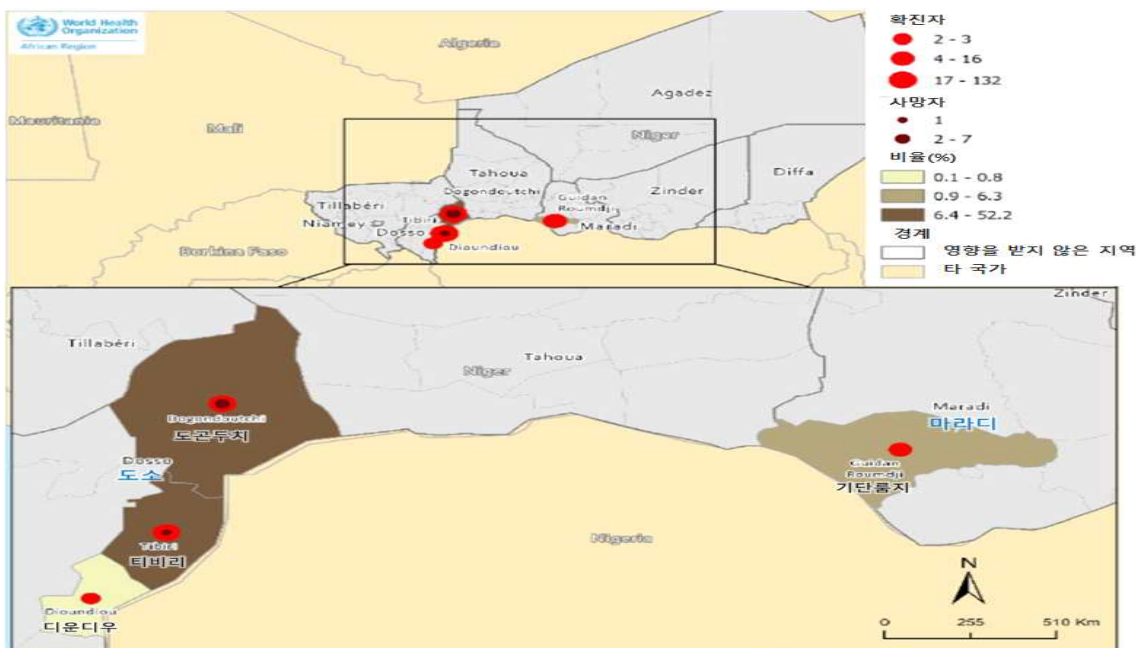 World Health
Organization
African Region
확진자
2 - 3
4 - 16
17 - 132
사망자
1
2 - 7
비율(%)
0.1 - 0.8
0.9 - 6.3
6.4 - 52.2
경계
영향을 받지 않은 지역
타 국가
Algeria
Agadez
Mauritania
Mali
Niger
Tahoua
Diffa
Dogondoutchi
Zinder
Tillabéri
Guidan
Roumdji
Tibiri
Niamey
Maradi
Dosso
Dioundiou
Burkina Faso
Zinder
Tillabéri
Tahoua
Niger
Dogondoutchi
도곤두치
Maradi
마라디
Dosso
도소
Guidan
Roumdji
기단룸지
Tibiri
티비리
Nigeria
N
Dioundiou
디운디우
0 255 510 Km